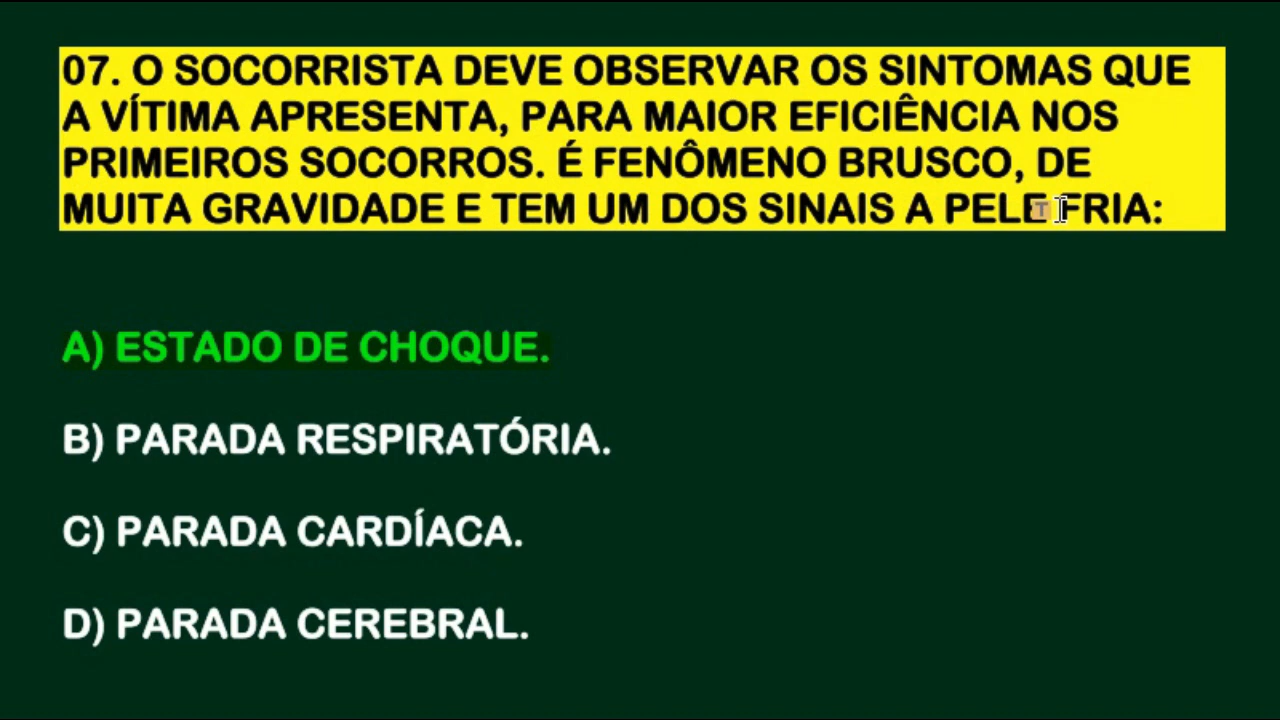 07. O SOCORRISTA DEVE OBSERVAR OS SINTOMAS QUE
A VÍTIMA APRESENTA, PARA MAIOR EFICIÊNCIA NOS
PRIMEIROS SOCORROS. É FENÔMENO BRUSCO, DE
MUITA GRAVIDADE E TEM UM DOS SINAIS A PELE FRIA:
A) ESTADO DE CHOQUE.
B) PARADA RESPIRATÓRIA.
C) PARADA CARDÍACA.
D) PARADA CEREBRAL.